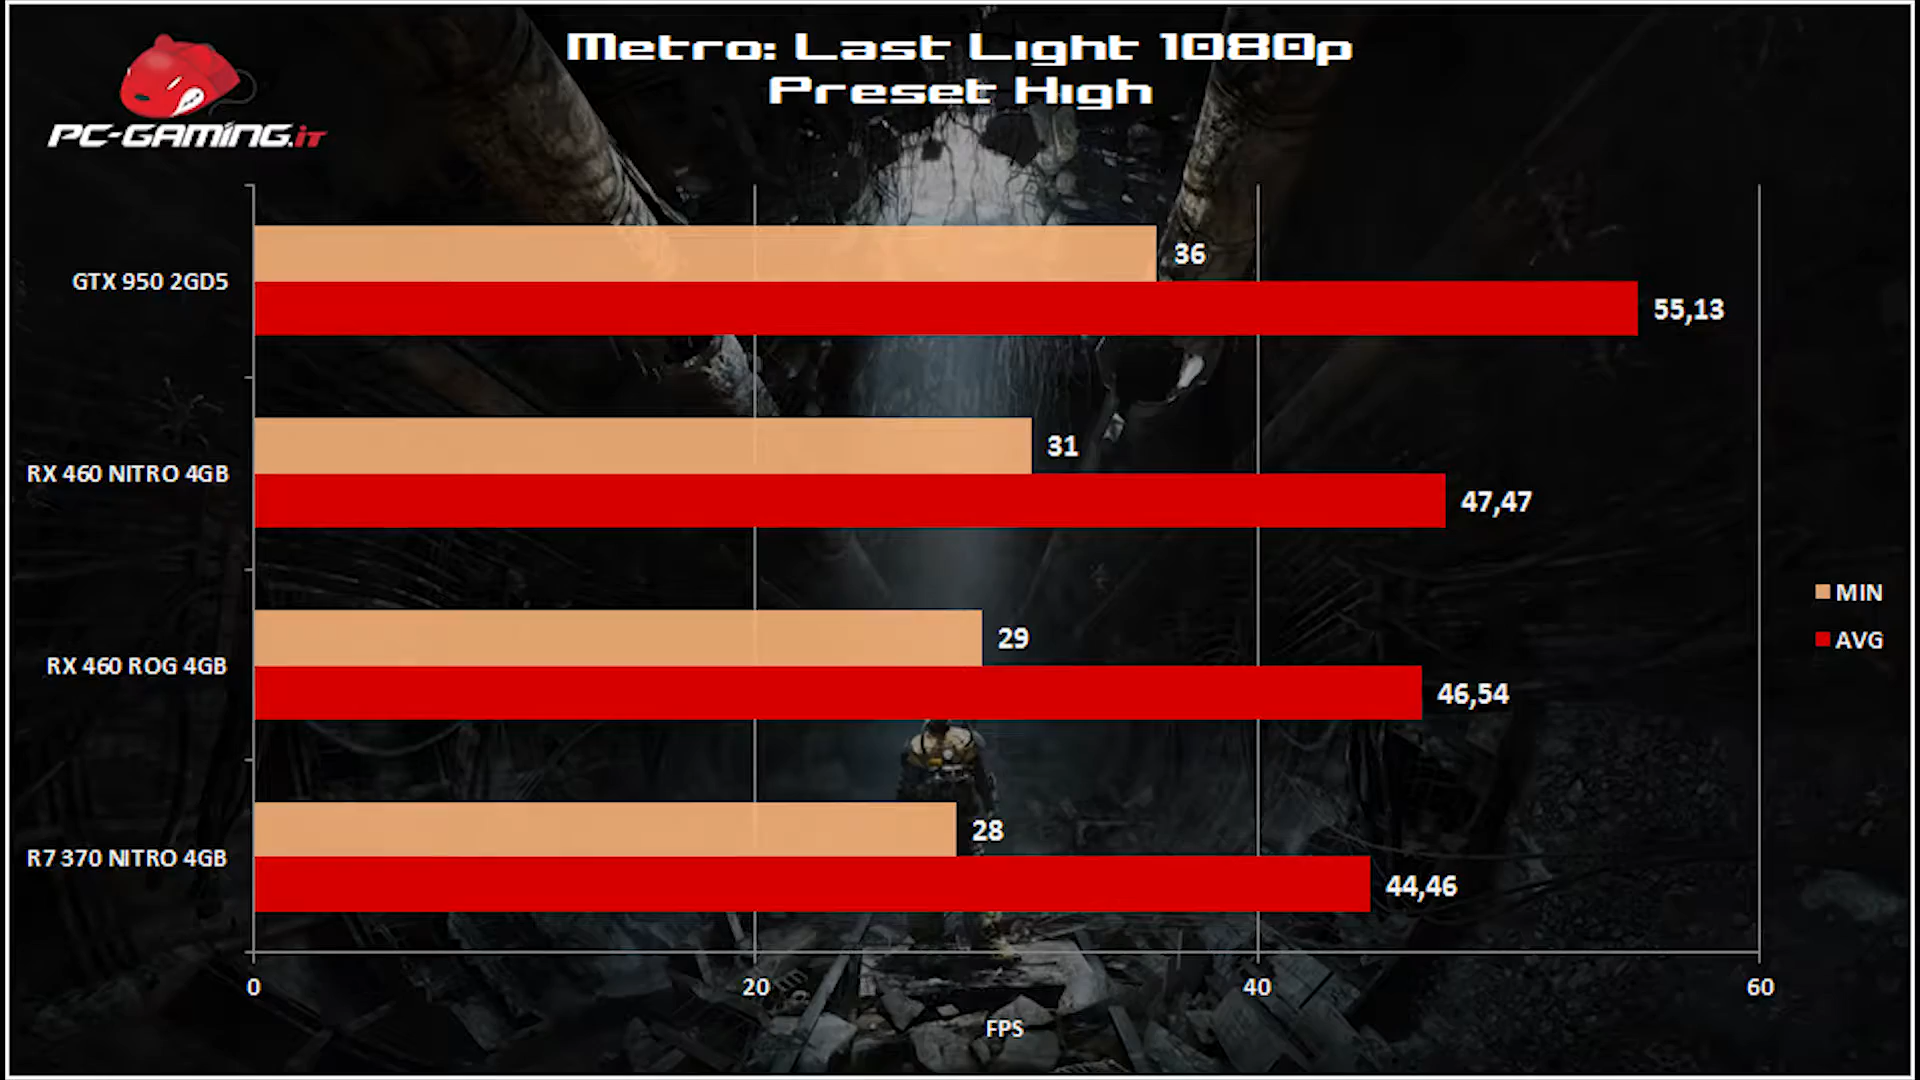 Metro: Last Light 1080p
Preset High
PC-GAMING.IT
GTX 950 2GD5
36
55,13
RX 460 NITRO 4GB
31
47,47
RX 460 ROG 4GB
29
46,54
R7 370 NITRO 4GB
28
44,46
MIN
AVG
0 20 40 60
FPS